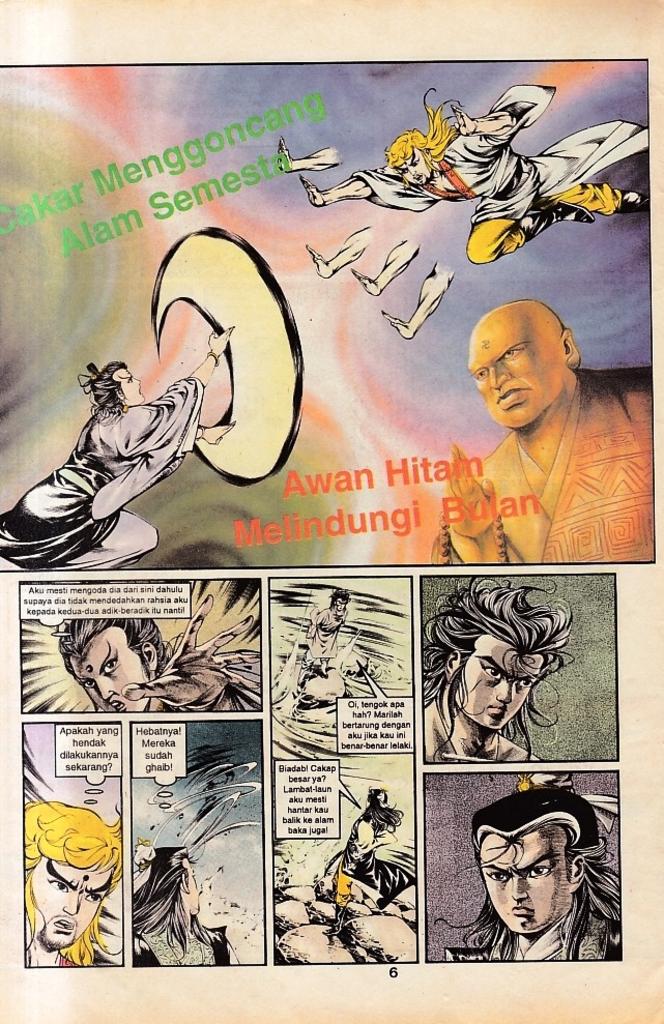 Cakar Menggoncang
Alam Semesta
Awan Hitam
Melindungi Bulan
Aku mesti mengoda dia dari sini dahulu
supaya dia tidak mendedahkan rahsia aku
kepada kedua-dua adik-beradik itu nanti!
Apakah yang
hendak
dilakukannya
sekarang?
Hebatnya!
Mereka
sudah
ghaib!
Oi, tengok apa
hah? Marilah
bertarung dengan
aku jika kau ini
benar-benar lelaki.
Biadab! Cakap
besar ya?
Lambat-laun
aku mesti
hantar kau
balik ke alam
baka juga!
6